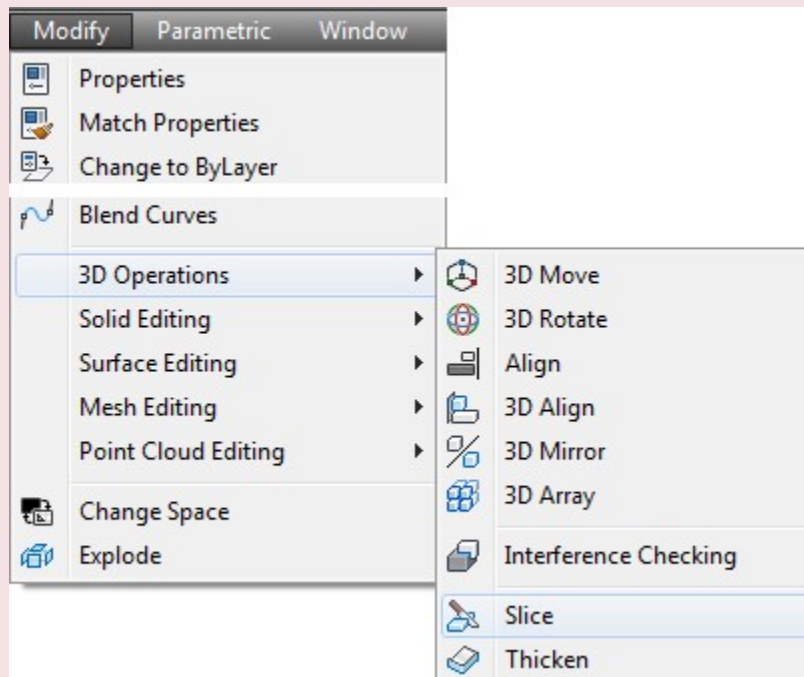 Modify Parametric Window
Properties
Match Properties
Change to ByLayer
Blend Curves
3D Operations
Solid Editing
Surface Editing
Mesh Editing
Point Cloud Editing
Change Space
Explode
3D Move
3D Rotate
Align
3D Align
3D Mirror
3D Array
Interference Checking
Slice
Thicken